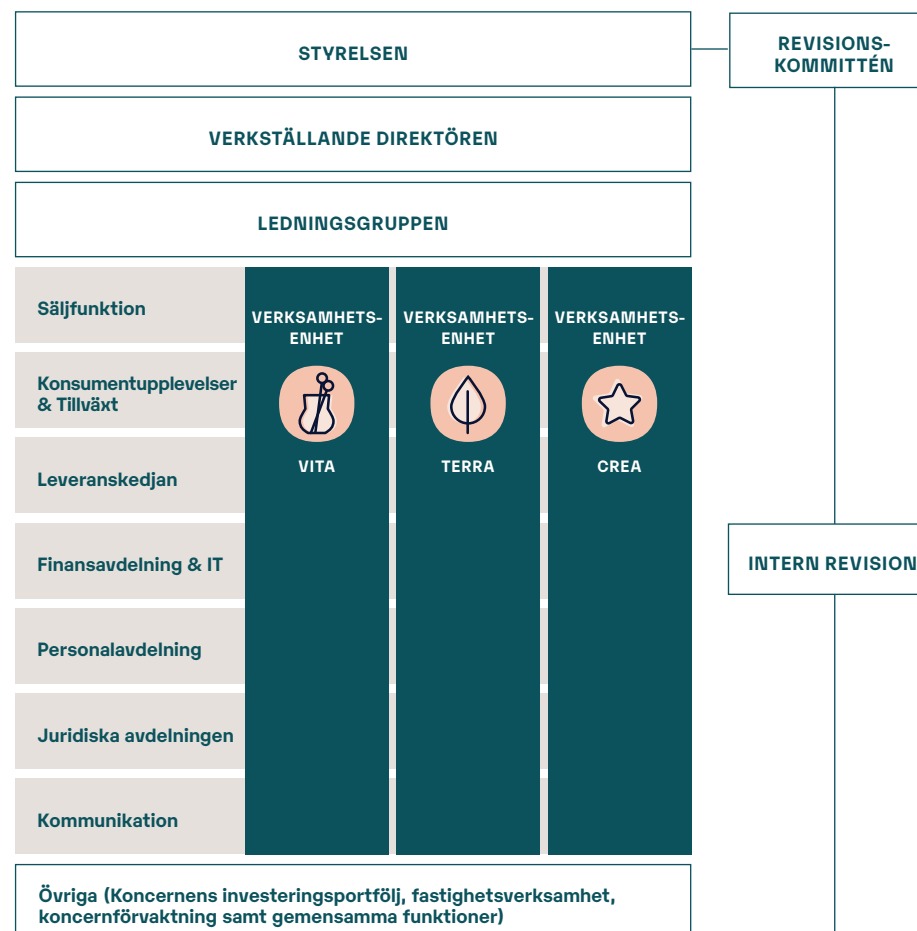 STYRELSEN
REVISIONS-
KOMMITTÉN
VERKSTÄLLANDE DIREKTÖREN
LEDNINGSGRUPPEN
Säljfunktion
Konsumentupplevelser
& Tillväxt
Leveranskedjan
Finansavdelning & IT
Personalavdelning
Juridiska avdelningen
Kommunikation
VERKSAMHETS-
ENHET
VITA
VERKSAMHETS-
ENHET
TERRA
VERKSAMHETS-
ENHET
CREA
INTERN REVISION
Övriga (Koncernens investeringsportfölj, fastighetsverksamhet,
koncernförvaktning samt gemensamma funktioner)